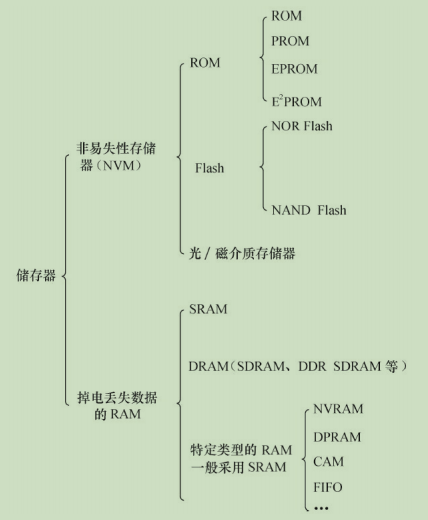 ROM
PROM
ROM
EPROM
E²PROM
非易失性存储
器(NVM)
NOR Flash
Flash
NAND Flash
光/磁介质存储器
储存器
SRAM
DRAM(SDRAM、DDR SDRAM 等)
掉电丢失数据
的 RAM
NVRAM
特定类型的 RAM
一般采用 SRAM
DPRAM
CAM
FIFO
…